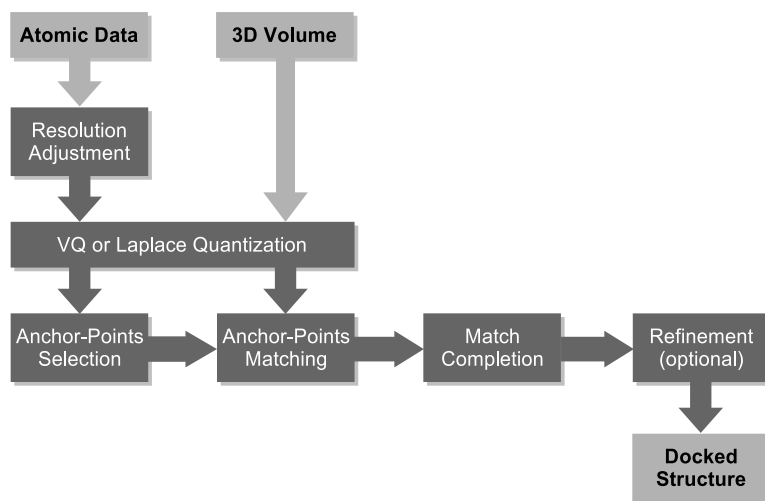 Atomic Data
3D Volume
Resolution
Adjustment
VQ or Laplace Quantization
Anchor-Points
Selection
Anchor-Points
Matching
Match
Completion
Refinement
(optional)
Docked
Structure